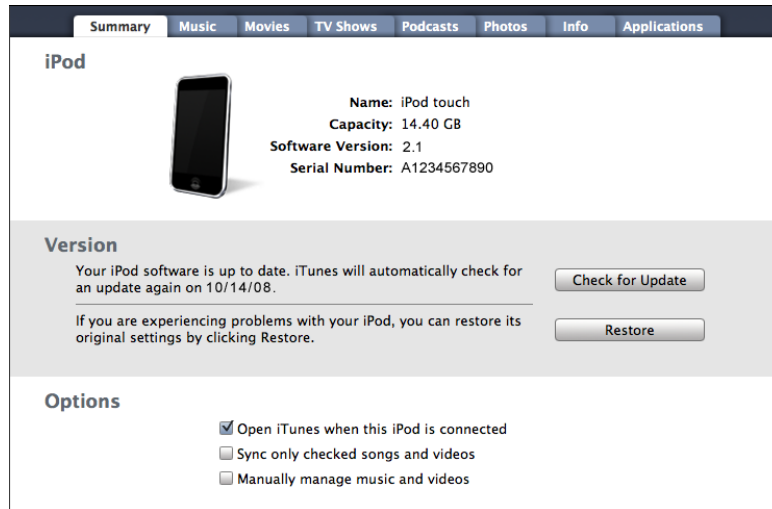 Summary Music Movies TV Shows Podcasts Photos Info Applications
iPod
Name: iPod touch
Capacity: 14.40 GB
Software Version: 2.1
Serial Number: A1234567890
Version
Your iPod software is up to date. iTunes will automatically check for
an update again on 10/14/08.
Check for Update
If you are experiencing problems with your iPod, you can restore its
original settings by clicking Restore.
Restore
Options
Open iTunes when this iPod is connected
Sync only checked songs and videos
Manually manage music and videos